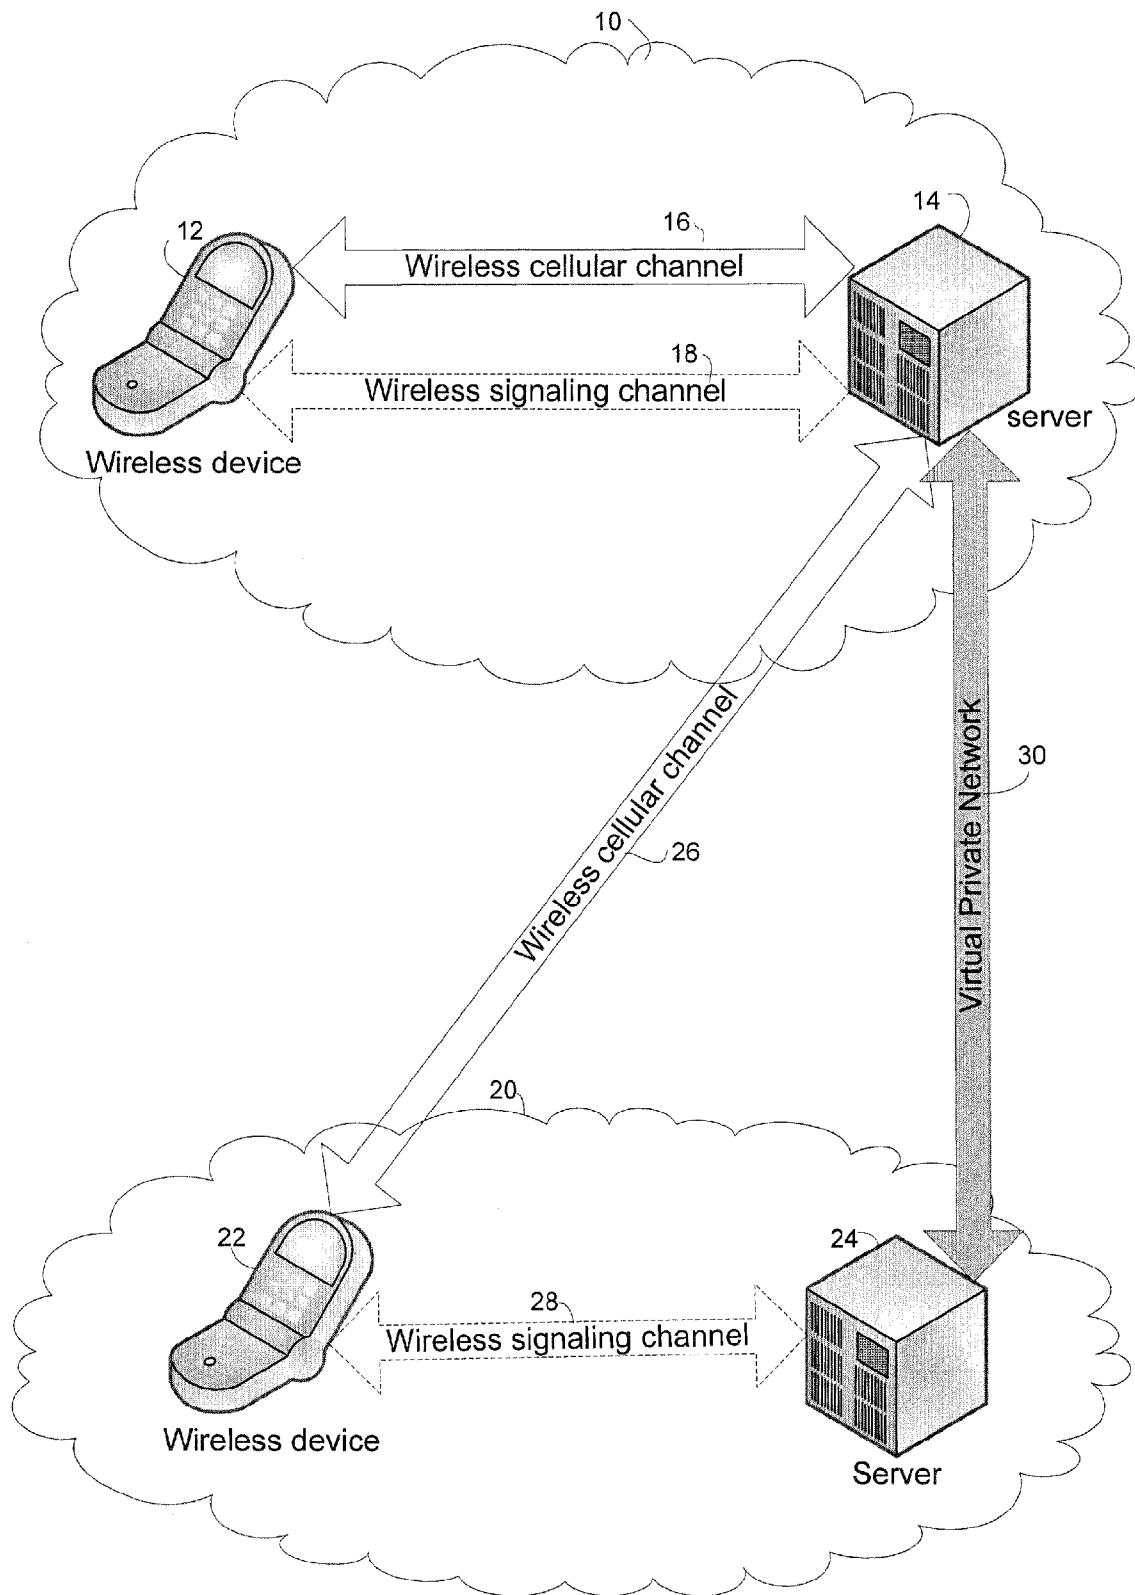 10
12
16
14
Wireless cellular channel
18
Wireless signaling channel
server
Wireless device
Wireless cellular channel
26
Virtual Private Network
30
20
22
24
28
Wireless signaling channel
Wireless device
Server